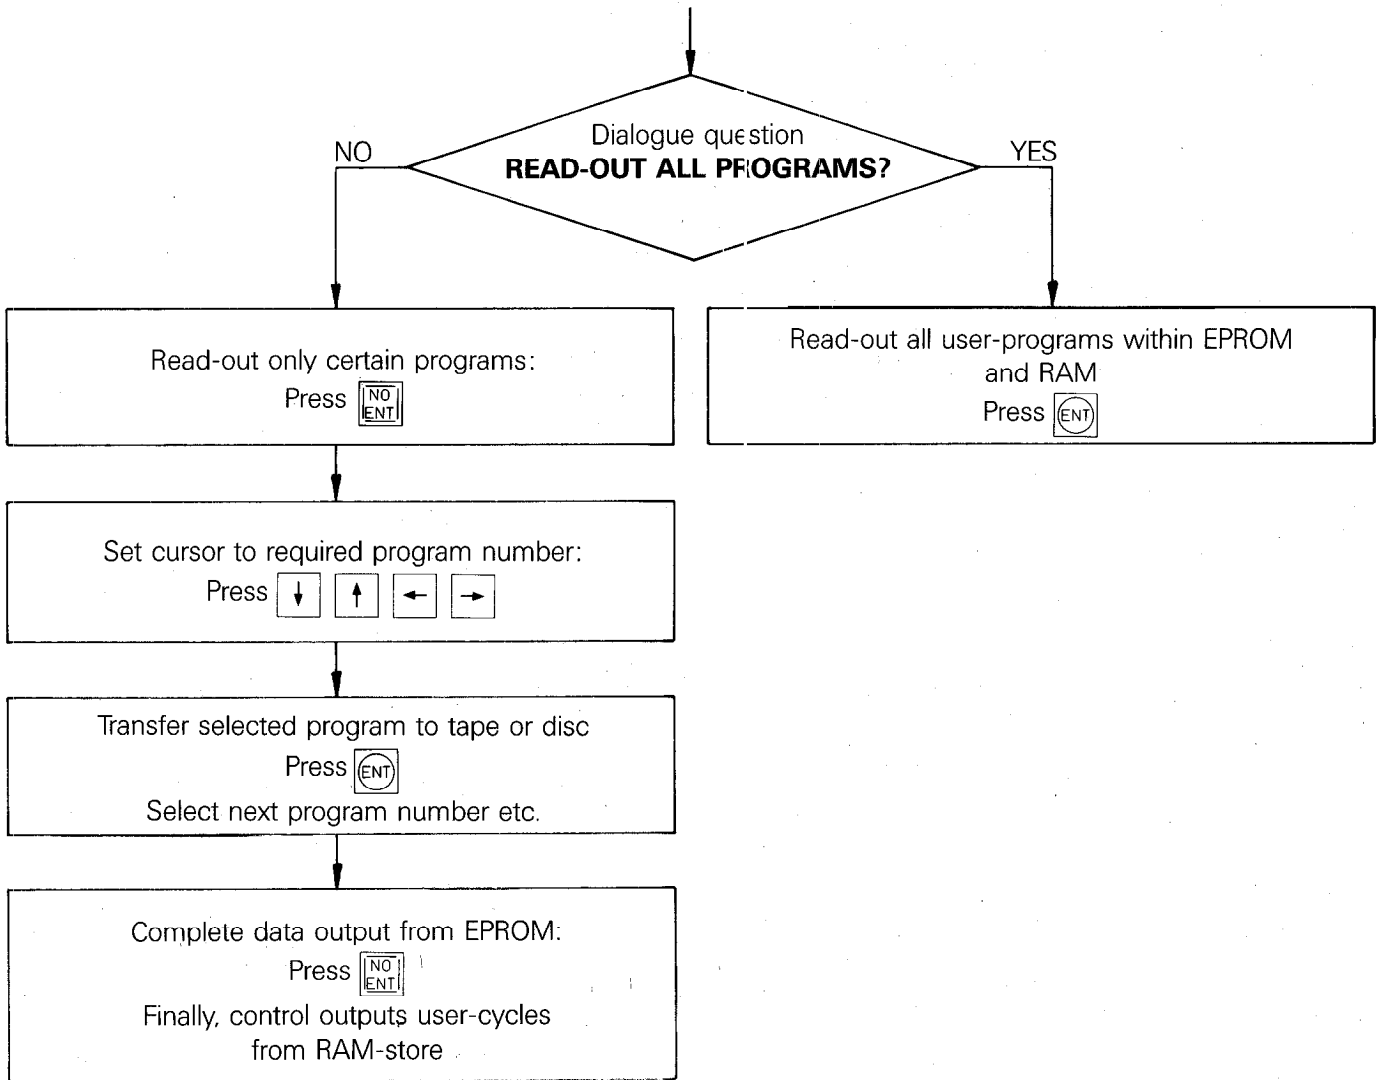 Dialogue question
READ-OUT ALL PROGRAMS?
NO
YES
Read-out only certain programs:
Press NO ENT
Read-out all user-programs within EPROM
and RAM
Press ENT
Set cursor to required program number:
Press ↓ ↑ ← →
Transfer selected program to tape or disc
Press ENT
Select next program number etc.
Complete data output from EPROM:
Press NO ENT
Finally, control outputs user-cycles
from RAM-store